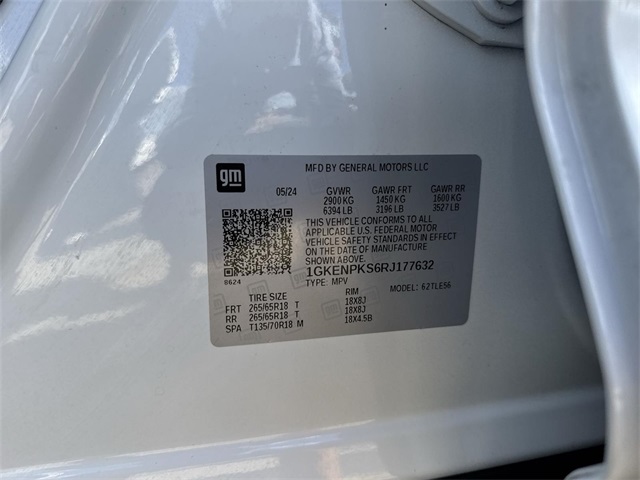 gm
MFD BY GENERAL MOTORS LLC
05/24 GVWR GAWR FRT GAWR RR
2900 KG 1450 KG 1600 KG
6394 LB 3196 LB 3527 LB
THIS VEHICLE CONFORMS TO ALL
APPLICABLE U.S. FEDERAL MOTOR
VEHICLE SAFETY STANDARDS IN EFFECT
ON THE DATE OF MANUFACTURE
SHOWN ABOVE.
1GKENPKS6RJ177632
8624
TYPE: MPV MODEL: 62TLE56
TIRE SIZE RIM
FRT 265/65R18 T 18X8J
RR 265/65R18 T 18X8J
SPA T135/70R18 M 18X4.5B